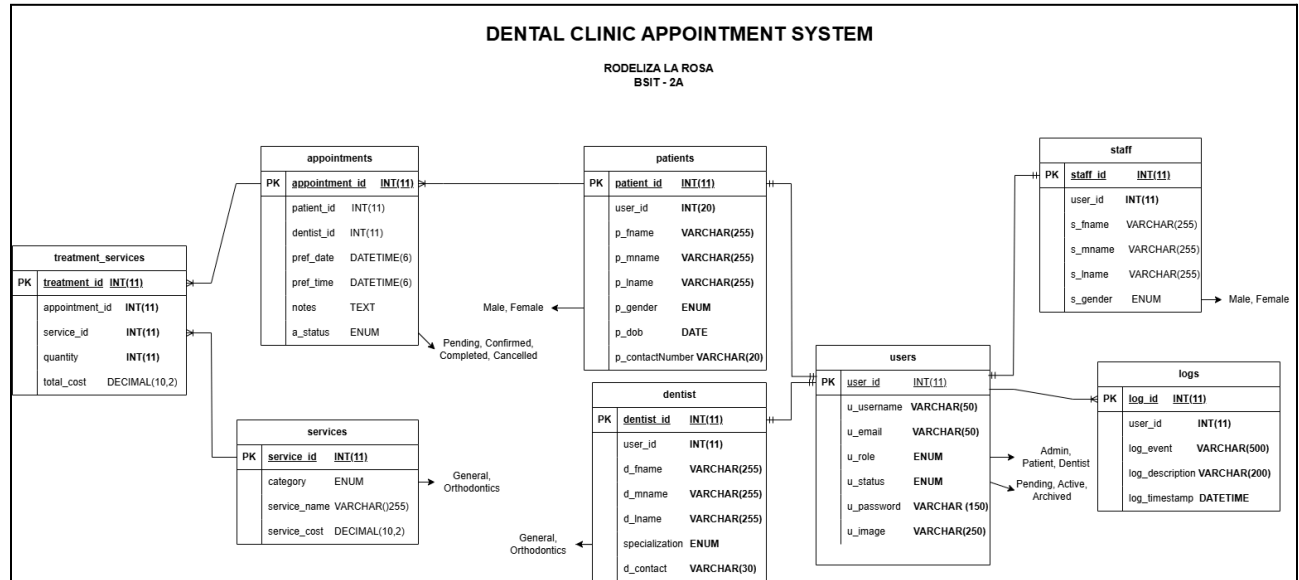 DENTAL CLINIC APPOINTMENT SYSTEM
RODELIZA LA ROSA
BSIT - 2A
treatment_services
PK treatment_id INT(11)
appointment_id INT(11)
service_id INT(11)
quantity INT(11)
total_cost DECIMAL(10,2)
appointments
PK appointment_id INT(11)
patient_id INT(11)
dentist_id INT(11)
pref_date DATETIME(6)
pref_time DATETIME(6)
notes TEXT
a_status ENUM
Pending, Confirmed,
Completed, Cancelled
services
PK service_id INT(11)
category ENUM
service_name VARCHAR()255)
service_cost DECIMAL(10,2)
General,
Orthodontics
patients
PK patient_id INT(11)
user_id INT(20)
p_fname VARCHAR(255)
p_mname VARCHAR(255)
p_lname VARCHAR(255)
p_gender ENUM
p_dob DATE
p_contactNumber VARCHAR(20)
Male, Female
dentist
PK dentist_id INT(11)
user_id INT(11)
d_fname VARCHAR(255)
d_mname VARCHAR(255)
d_lname VARCHAR(255)
specialization ENUM
d_contact VARCHAR(30)
General,
Orthodontics
users
PK user_id INT(11)
u_username VARCHAR(50)
u_email VARCHAR(50)
u_role ENUM
u_status ENUM
u_password VARCHAR (150)
u_image VARCHAR(250)
Admin,
Patient, Dentist
Pending, Active,
Archived
staff
PK staff_id INT(11)
user_id INT(11)
s_fname VARCHAR(255)
s_mname VARCHAR(255)
s_lname VARCHAR(255)
s_gender ENUM
Male, Female
logs
PK log_id INT(11)
user_id INT(11)
log_event VARCHAR(500)
log_description VARCHAR(200)
log_timestamp DATETIME